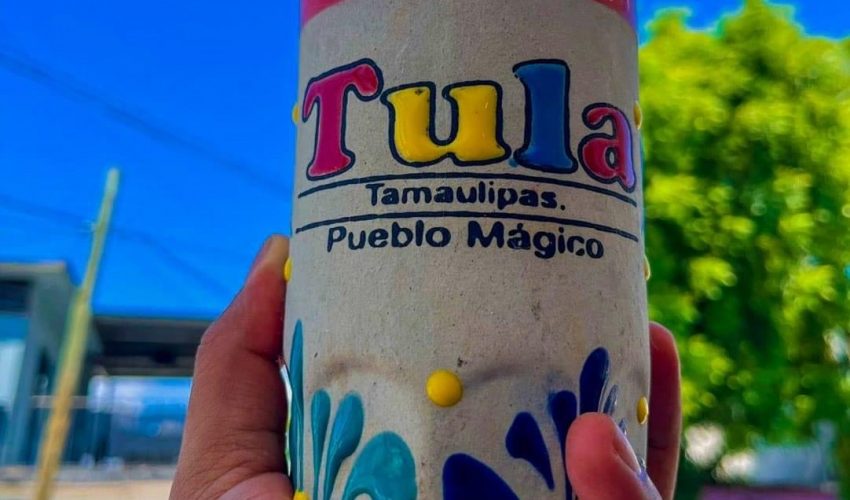 Tula
Tamaulipas.
Pueblo Mágico